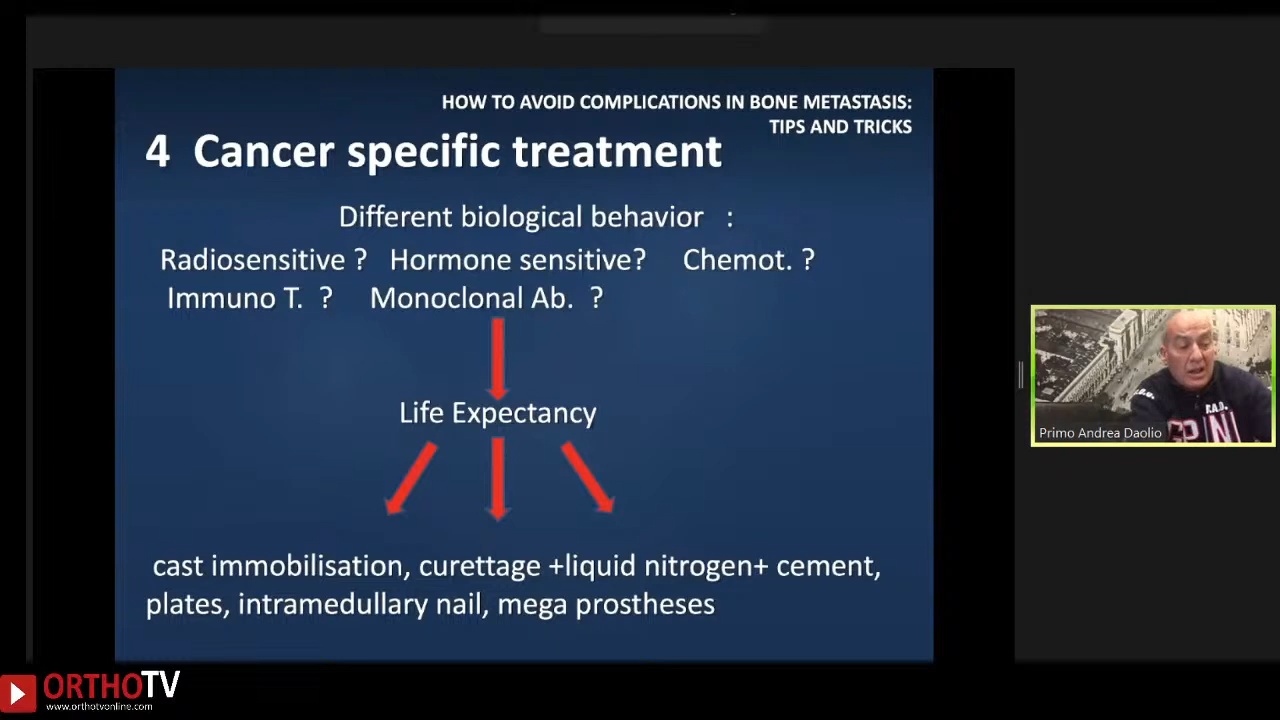 HOW TO AVOID COMPLICATIONS IN BONE METASTASIS:
TIPS AND TRICKS
4 Cancer specific treatment
Different biological behavior :
Radiosensitive ? Hormone sensitive? Chemot. ?
Immuno T. ? Monoclonal Ab. ?
Life Expectancy
cast immobilisation, curettage +liquid nitrogen+ cement,
plates, intramedullary nail, mega prostheses
Primo Andrea Daolio
ORTHOTV
www.orthotvonline.com